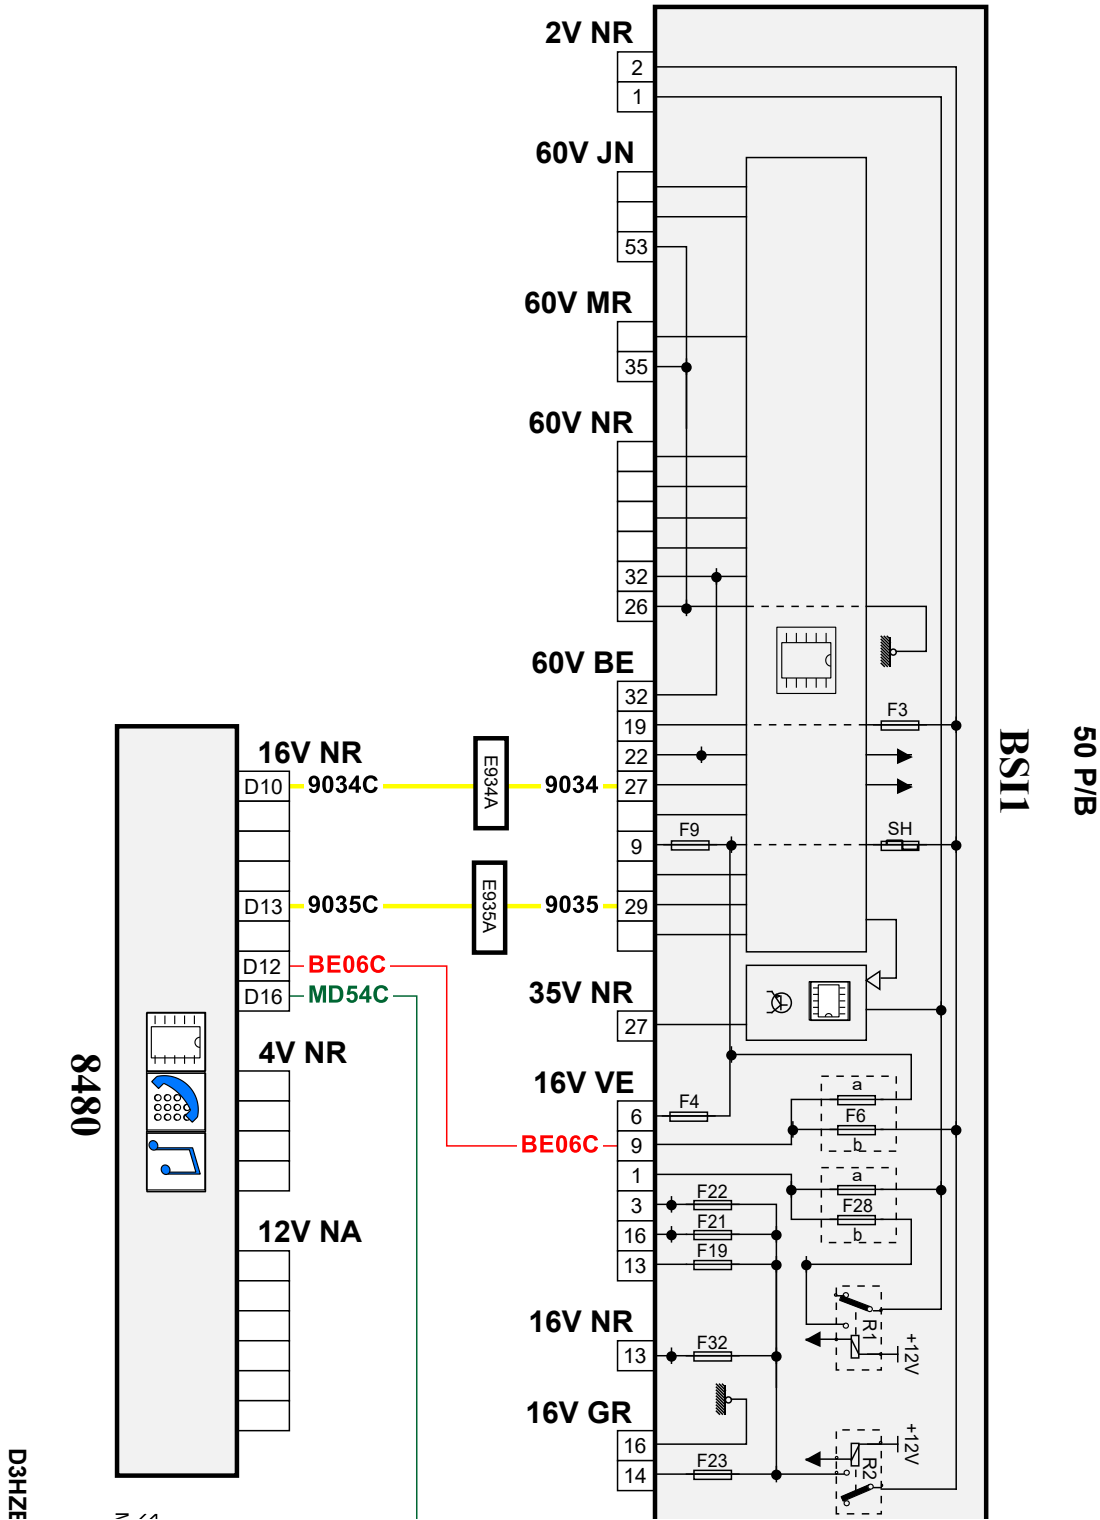 2V NR
2
1
60V JN
53
60V MR
35
60V NR
32
26
60V BE
32
19
F3
22
27
F9
9
SH
29
50 P/B
BSI1
16V NR
D10
9034C
E934A
9034
D13
9035C
E935A
9035
D12
BE06C
D16
MD54C
35V NR
27
4V NR
8480
16V VE
6
F4
a
F6
b
BE06C
9
1
a
F22
3
F28
F21
16
b
F19
13
12V NA
R1
+12V
16V NR
13
F32
16V GR
16
14
F23
+12V
R2